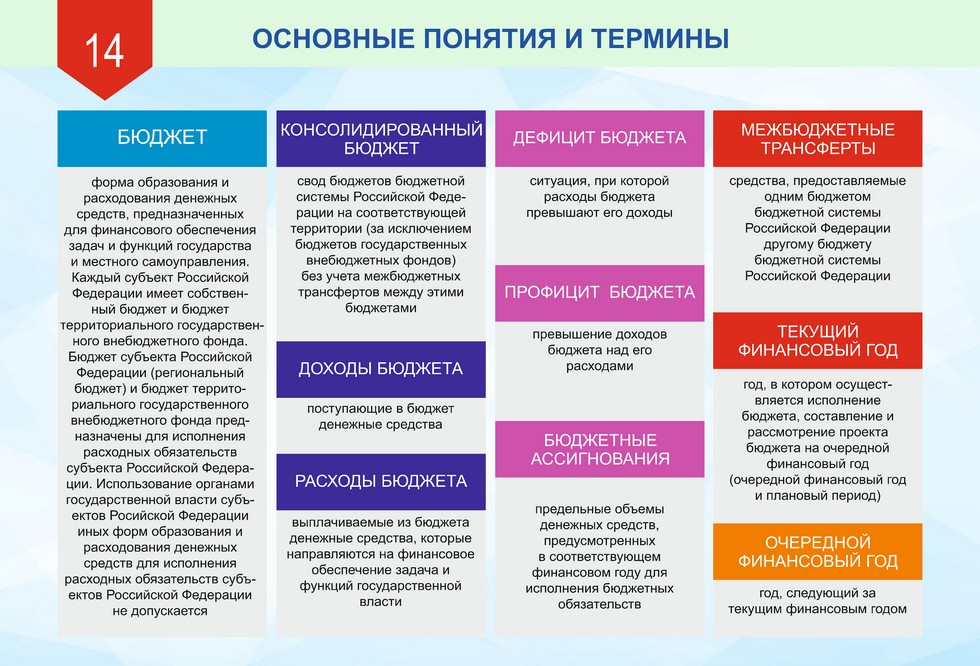 14
ОСНОВНЫЕ ПОНЯТИЯ И ТЕРМИНЫ
БЮДЖЕТ
форма образования и
расходования денежных
средств, предназначенных
для финансового обеспечения
задач и функций государства
и местного самоуправления.
Каждый субъект Российской
Федерации имеет собствен-
ный бюджет и бюджет
территориального государствен-
ного внебюджетного фонда.
Бюджет субъекта Российской
Федерации (региональный
бюджет) и бюджет террито-
риального государственного
внебюджетного фонда пред-
назначены для исполнения
расходных обязательств
субъекта Российской Федера-
ции. Использование органами
государственной власти субъ-
ектов Росийской Федерации
иных форм образования и
расходования денежных
средств для исполнения
расходных обязательств субъ-
ектов Российской Федерации
не допускается
КОНСОЛИДИРОВАННЫЙ
БЮДЖЕТ
свод бюджетов бюджетной
системы Российской Феде-
рации на соответствующей
территории (за исключением
бюджетов государственных
внебюджетных фондов)
без учета межбюджетных
трансфертов между этими
бюджетами
ДОХОДЫ БЮДЖЕТА
поступающие в бюджет
денежные средства
РАСХОДЫ БЮДЖЕТА
выплачиваемые из бюджета
денежные средства, которые
направляются на финансовое
обеспечение задача и
функций государственной
власти
ДЕФИЦИТ БЮДЖЕТА
ситуация, при которой
расходы бюджета
превышают его доходы
ПРОФИЦИТ БЮДЖЕТА
превышение доходов
бюджета над его
расходами
БЮДЖЕТНЫЕ
АССИГНОВАНИЯ
предельные объемы
денежных средств,
предусмотренных
в соответствующем
финансовом году для
исполнения бюджетных
обязательств
МЕЖБЮДЖЕТНЫЕ
ТРАНСФЕРТЫ
средства, предоставляемые
одним бюджетом
бюджетной системы
Российской Федерации
другому бюджету
бюджетной системы
Российской Федерации
ТЕКУЩИЙ
ФИНАНСОВЫЙ ГОД
год, в котором осущест-
вляется исполнение
бюджета, составление и
рассмотрение проекта
бюджета на очередной
финансовый год
(очередной финансовый год
и плановый период)
ОЧЕРЕДНОЙ
ФИНАНСОВЫЙ ГОД
год, следующий за
текущим финансовым годом